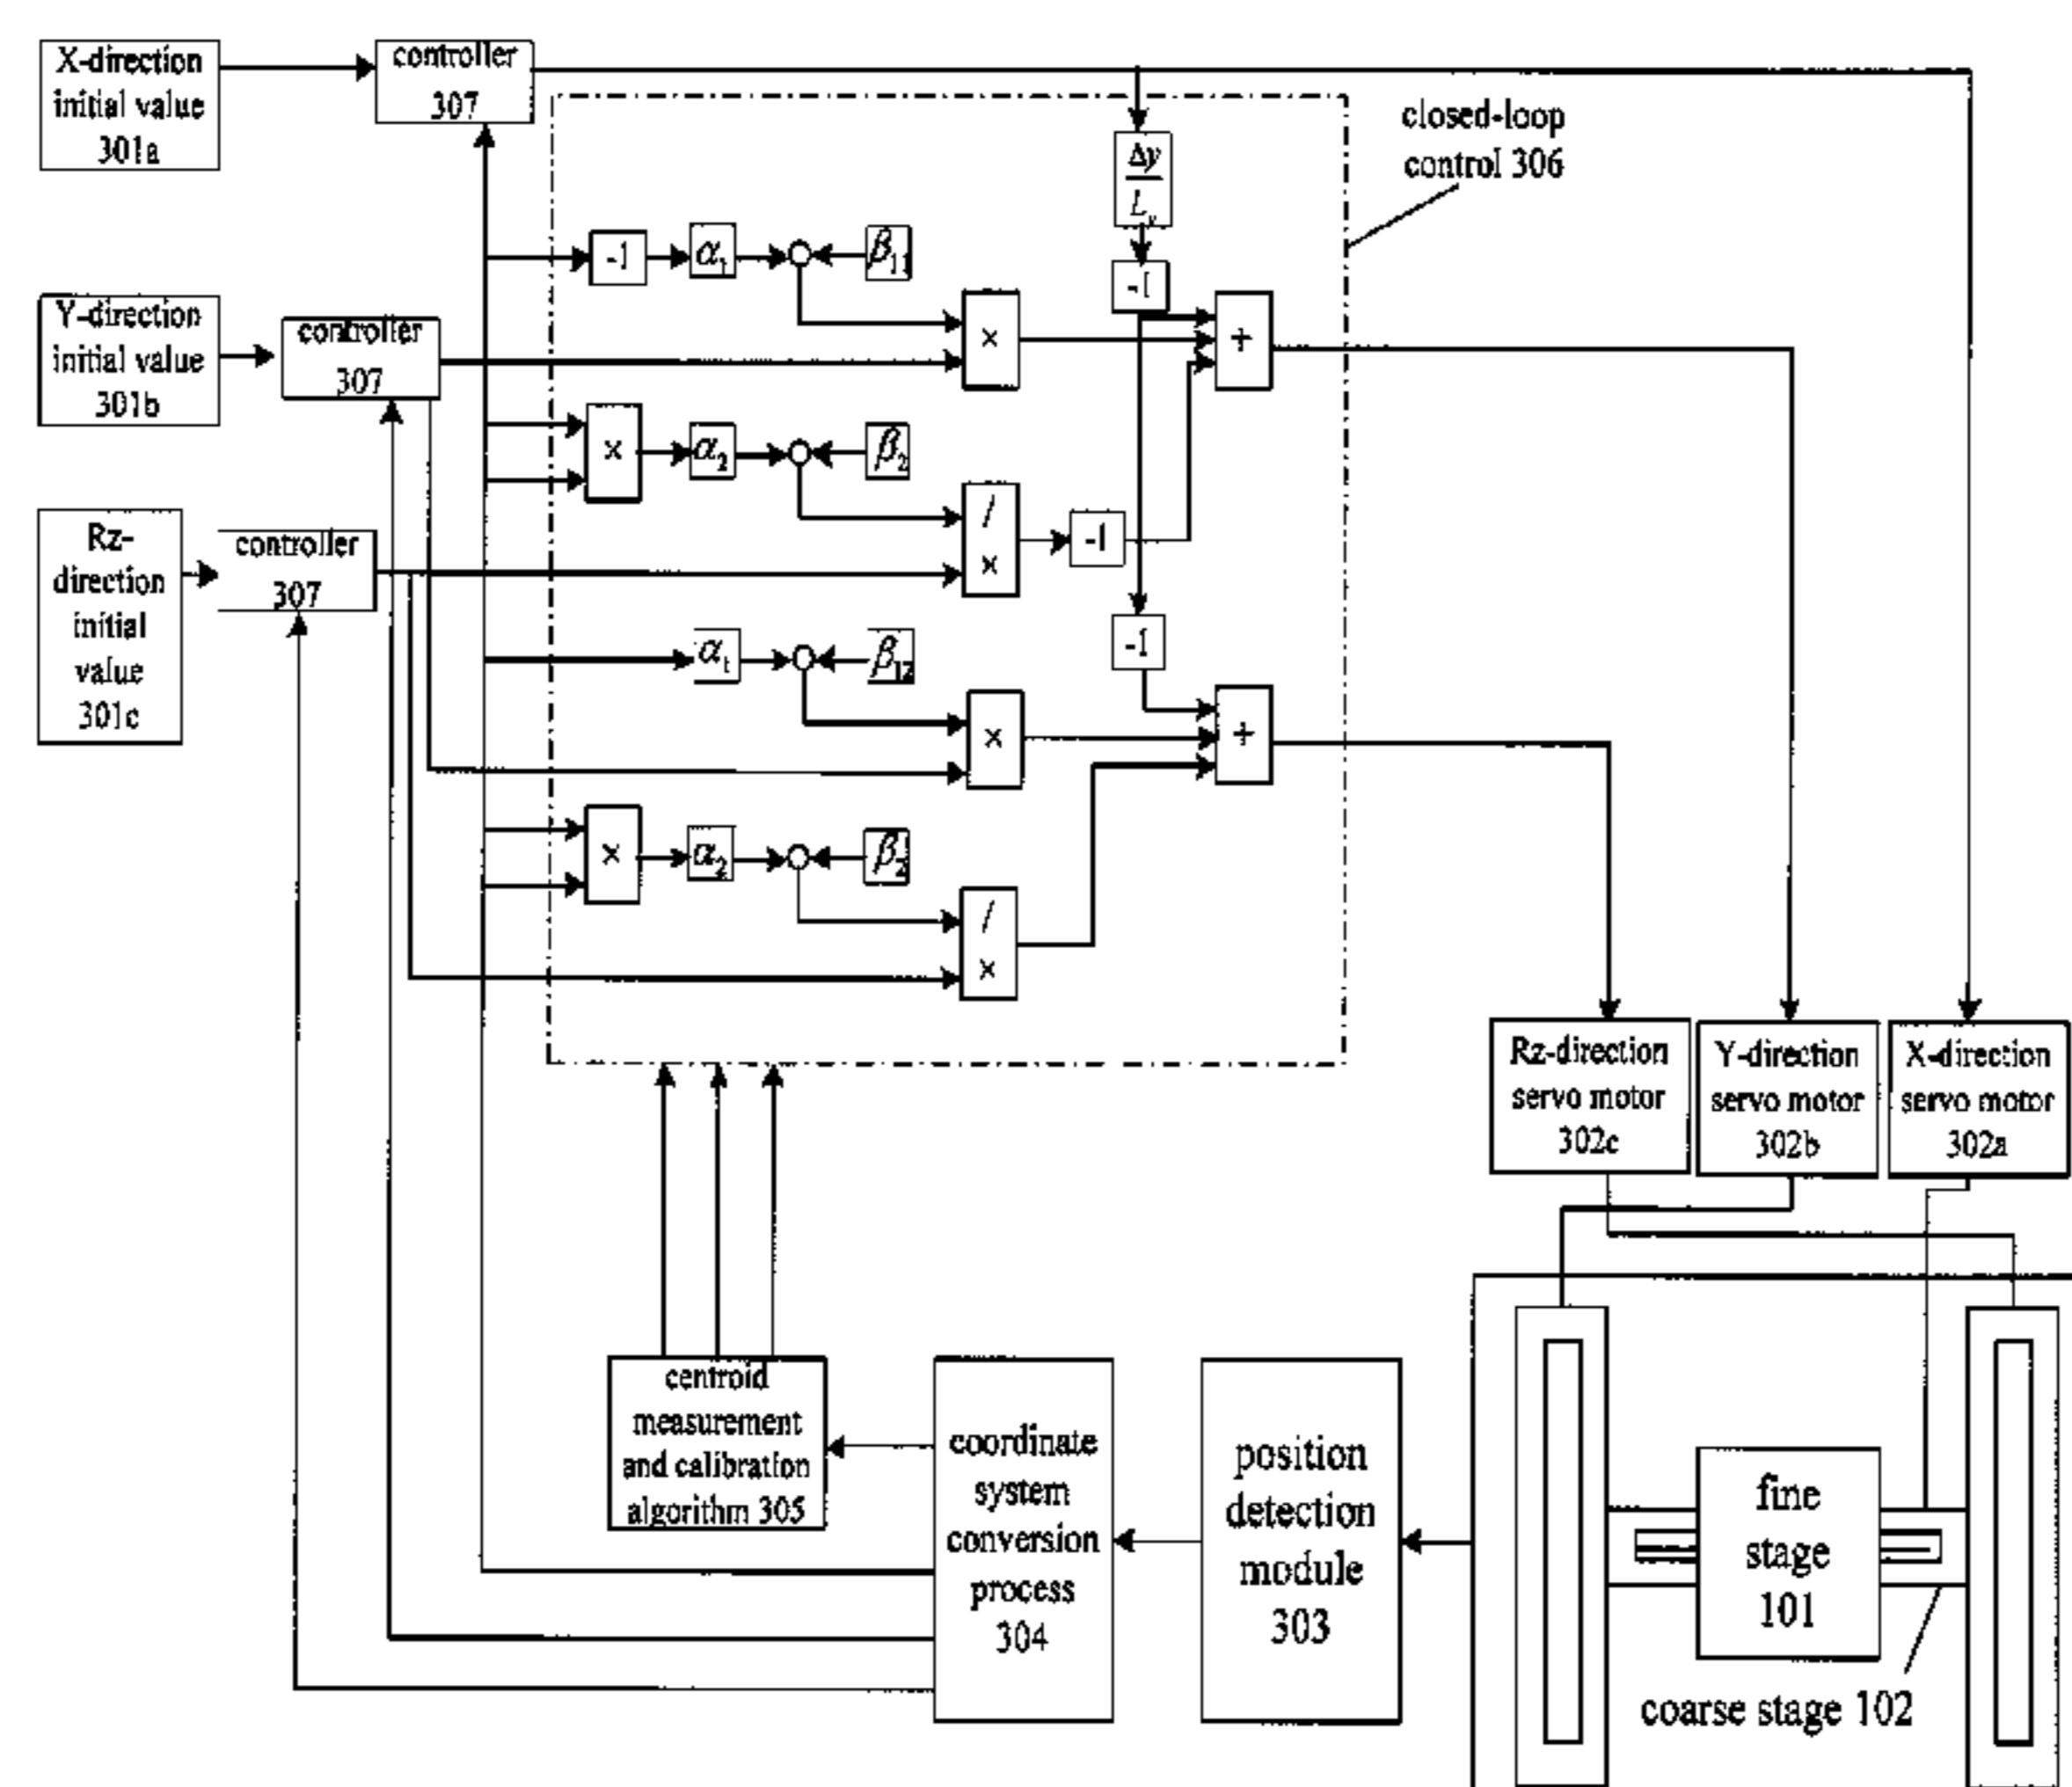 X-direction
initial value
301a
controller
307
closed-loop
control 306
Δy
-1
α₁
β₁₁
-1
Y-direction
initial value
301b
controller
307
×
+
×
α₂
β₂
Rz-
direction
initial
value
301c
controller
307
/
×
-1
-1
α₁
β₁₂
×
+
×
α₂
β₂
/
×
Rz-direction
servo motor
302c
Y-direction
servo motor
302b
X-direction
servo motor
302a
centroid
measurement
and calibration
algorithm 305
coordinate
system
conversion
process
304
position
detection
module
303
fine
stage
101
coarse stage 102